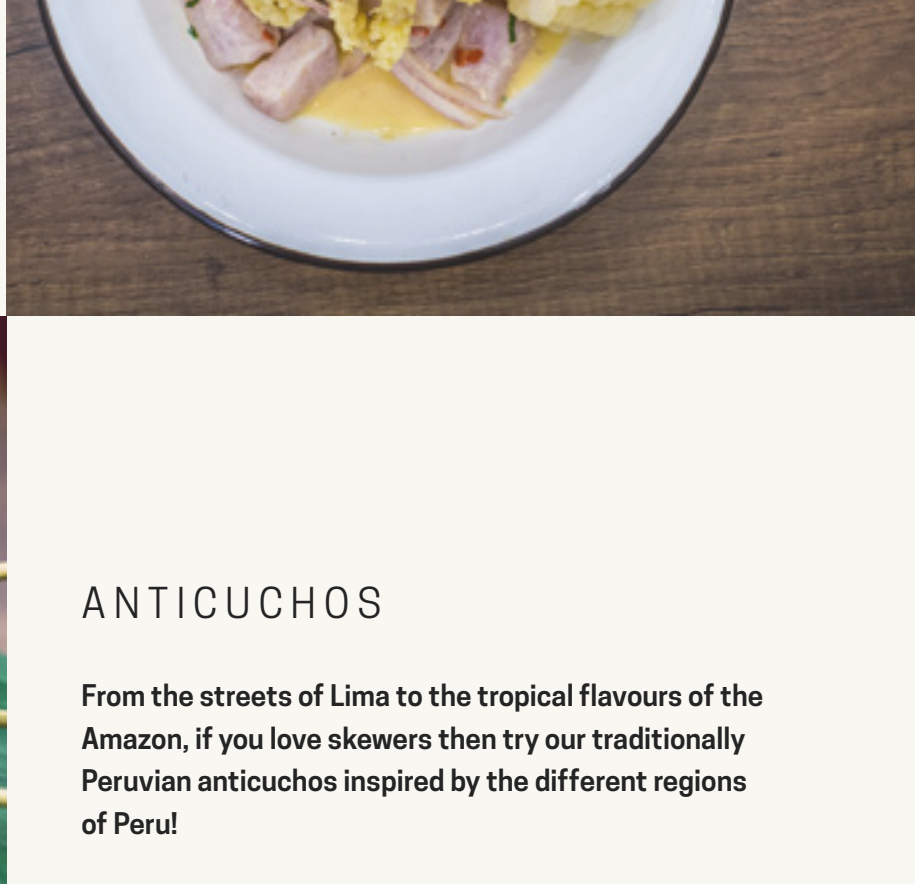 ANTICUCHOS
From the streets of Lima to the tropical flavours of the
Amazon, if you love skewers then try our traditionally
Peruvian anticuchos inspired by the different regions
of Peru!